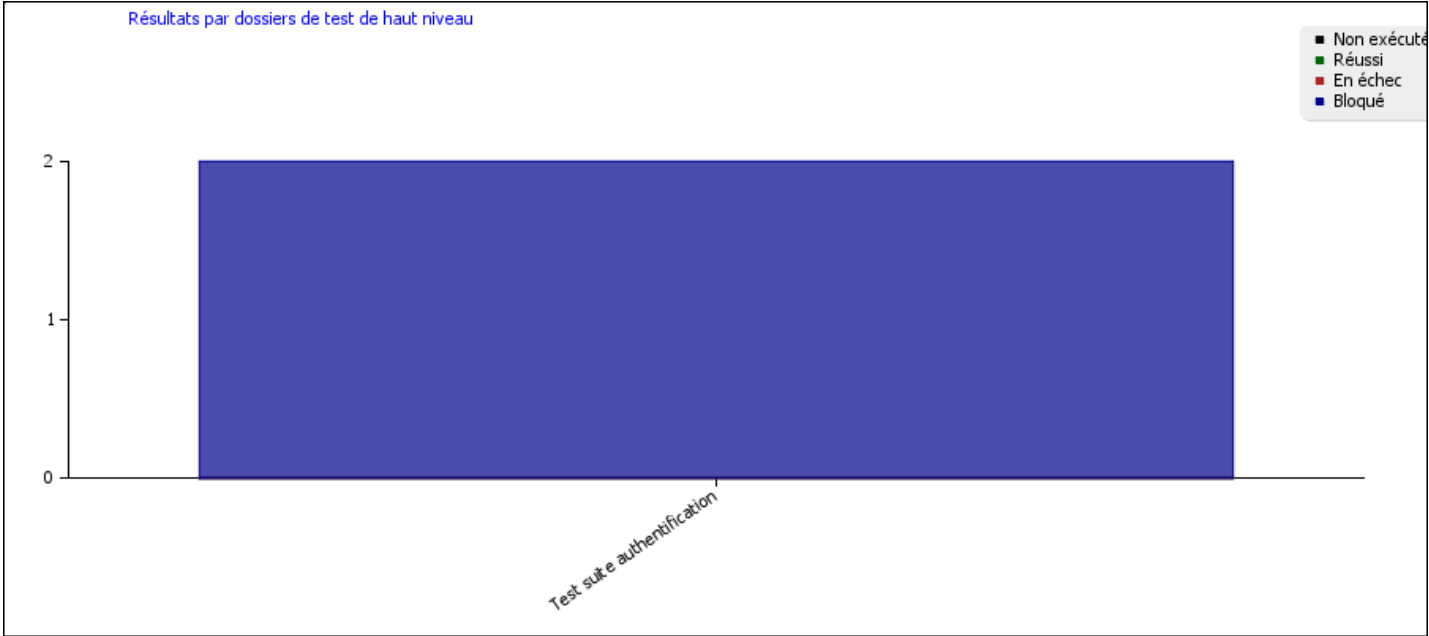 Résultats par dossiers de test de haut niveau
Non exécuté
Réussi
En échec
Bloqué
2
1
0
Test suite authentification